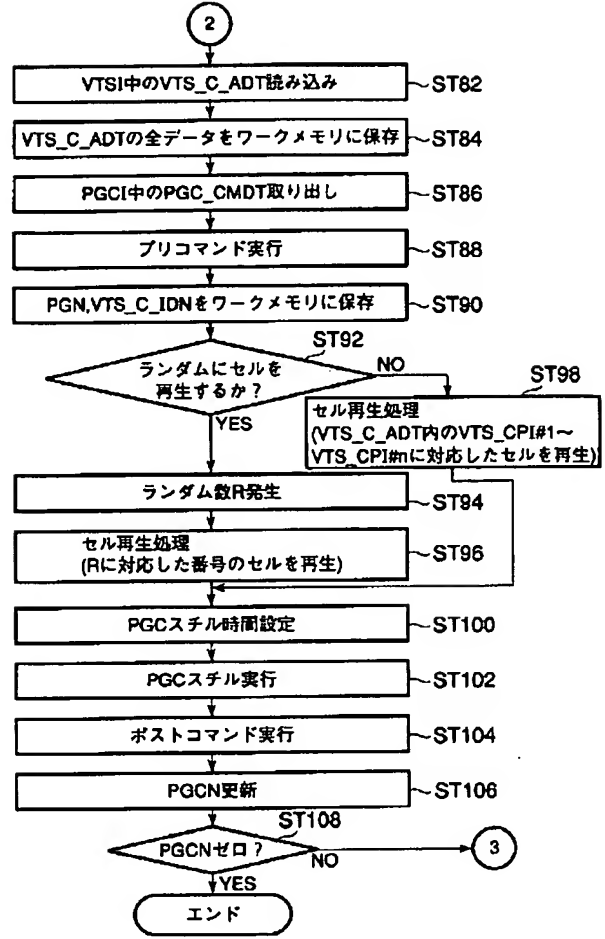 2
VTSI中のVTS_C_ADT読み込み
ST82
VTS_C_ADTの全データをワークメモリに保存
ST84
PGCI中のPGC_CMDT取り出し
ST86
プリコマンド実行
ST88
PGN,VTS_C_IDNをワークメモリに保存
ST90
ST92
ランダムにセルを
再生するか？
NO
YES
ST98
セル再生処理
(VTS_C_ADT内のVTS_CPI#1～
VTS_CPI#nに対応したセルを再生)
ランダム数R発生
ST94
セル再生処理
(Rに対応した番号のセルを再生)
ST96
PGCスチル時間設定
ST100
PGCスチル実行
ST102
ポストコマンド実行
ST104
PGCN更新
ST106
ST108
PGCNゼロ？
NO
3
YES
エンド